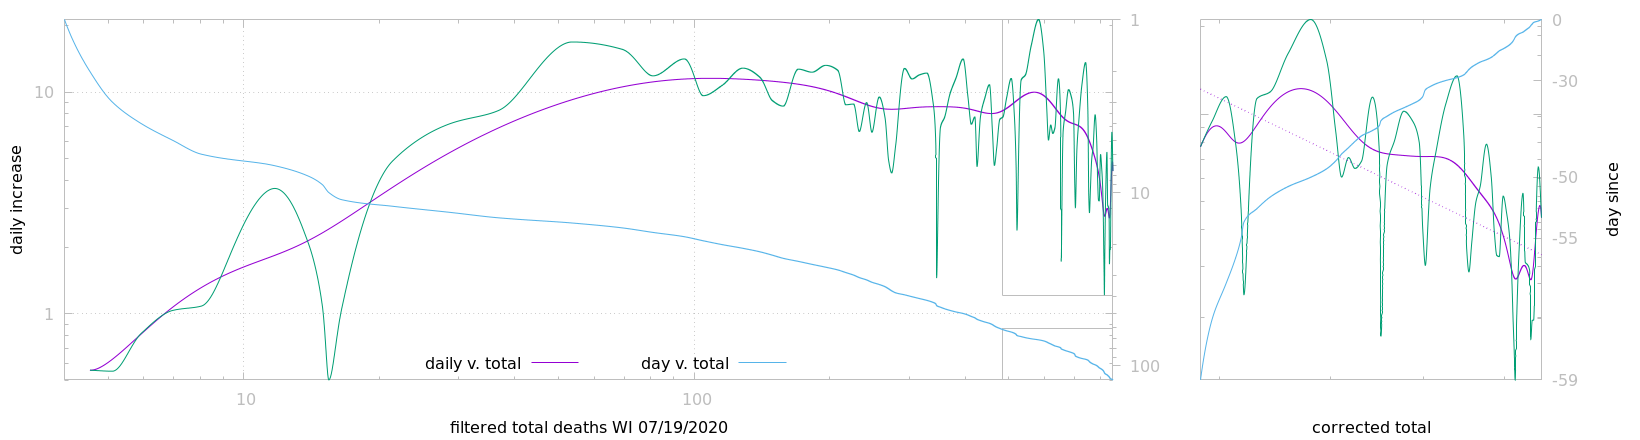 1
0
10
-30
daily increase
10
-50
-55
day since
1
daily v. total
day v. total
100
-59
10
100
filtered total deaths WI 07/19/2020
corrected total